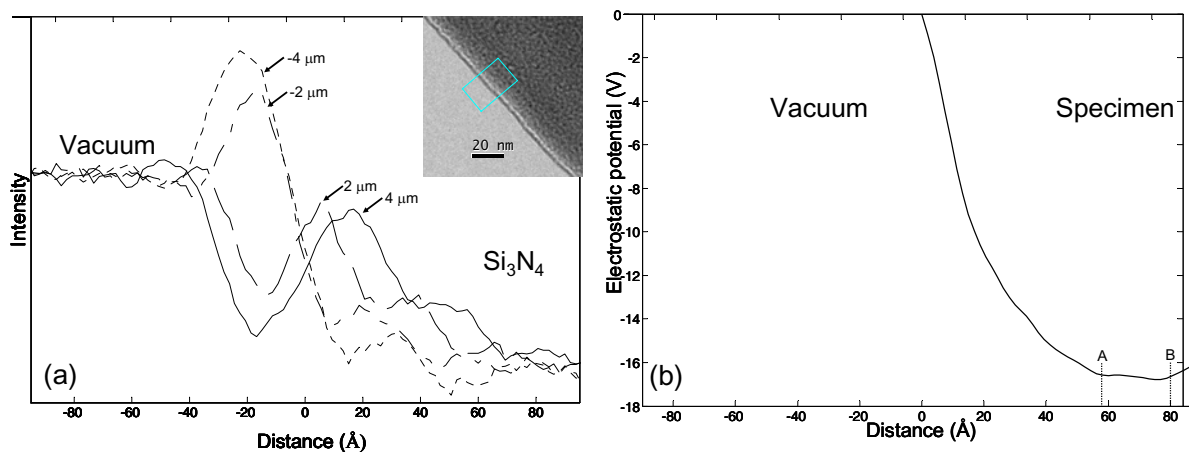 -4 μm
-2 μm
Vacuum
20 nm
2 μm
4 μm
Intensity
Si₃N₄
(a)
-80 -60 -40 -20 0 20 40 60 80
Distance (Å)
0
-2
-4
Vacuum Specimen
-6
-8
-10
-12
-14
-16
-18
Electrostatic potential (V)
A B
(b)
-80 -60 -40 -20 0 20 40 60 80
Distance (Å)